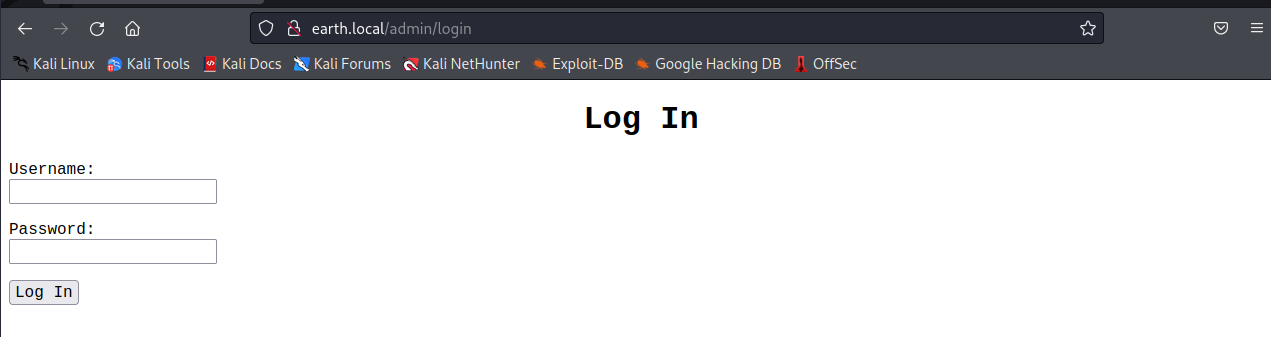 earth.local/admin/login
Kali Linux Kali Tools Kali Docs Kali Forums Kali NetHunter Exploit-DB Google Hacking DB OffSec
Log In
Username:
Password:
Log In